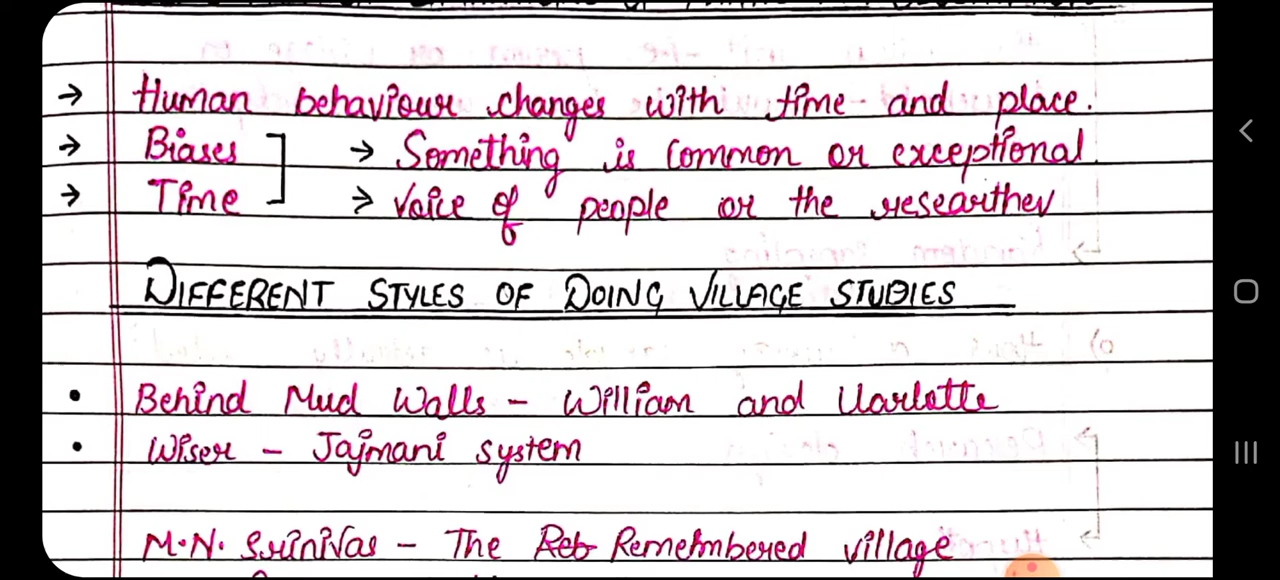 → Human behaviour changes with time and place.
→ Biases ] → Something is common or exceptional
→ Time → Voice of people or the researcher
DIFFERENT STYLES OF DOING VILLAGE STUDIES
• Behind Mud Walls - William and Charlotte
• Wiser - Jajmani system
M.N. Srinivas - The Remembered village